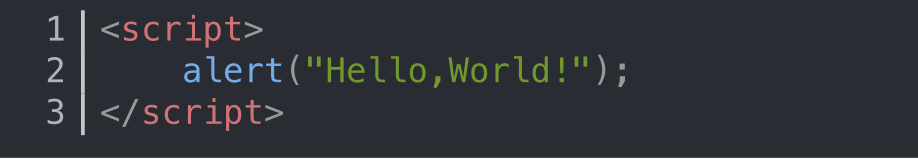 1 <script>
2     alert("Hello,World!");
3 </script>